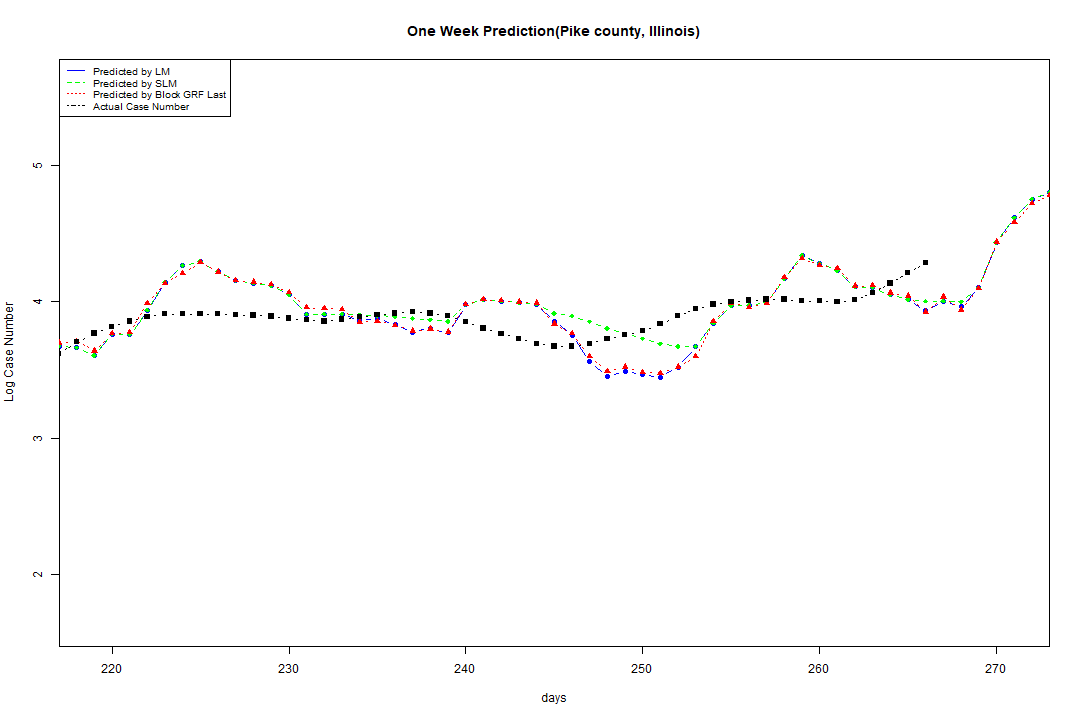 One Week Prediction(Pike county, Illinois)
Predicted by LM
Predicted by SLM
Predicted by Block GRF Last
Actual Case Number
5
4
3
2
Log Case Number
220 230 240 250 260 270
days